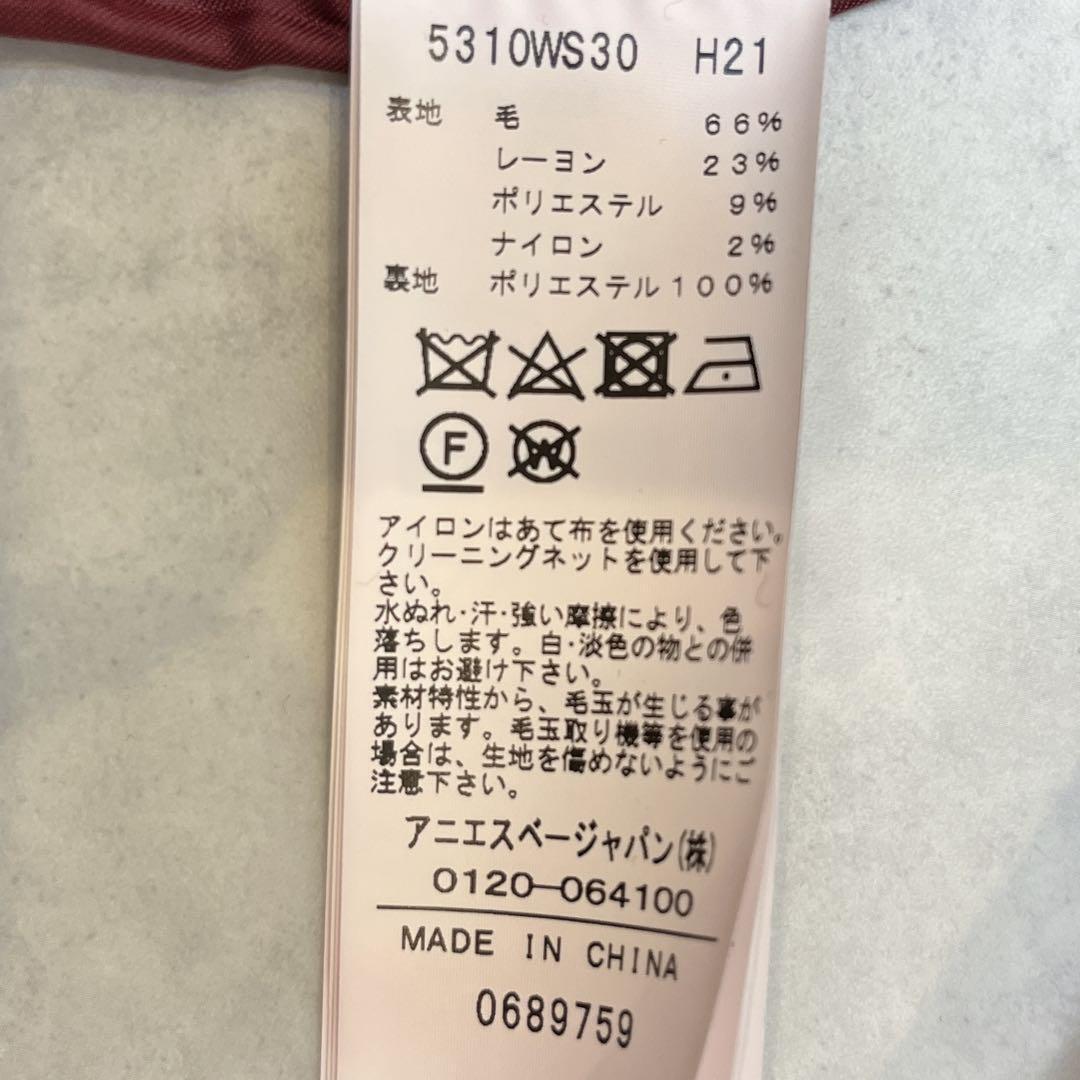 5310WS30 H21
表地 毛 66%
レーヨン 23%
ポリエステル 9%
ナイロン 2%
裏地 ポリエステル100%
F W
アイロンはあて布を使用ください。
クリーニングネットを使用して下
さい。
水ぬれ・汗・強い摩擦により、色
落ちします。白・淡色の物との併
用はお避け下さい。
素材特性から、毛玉が生じる事が
あります。毛玉取り機等を使用の
場合は、生地を傷めないようにご
注意下さい。
アニエスベージャパン(株)
0120-064100
MADE IN CHINA
0689759